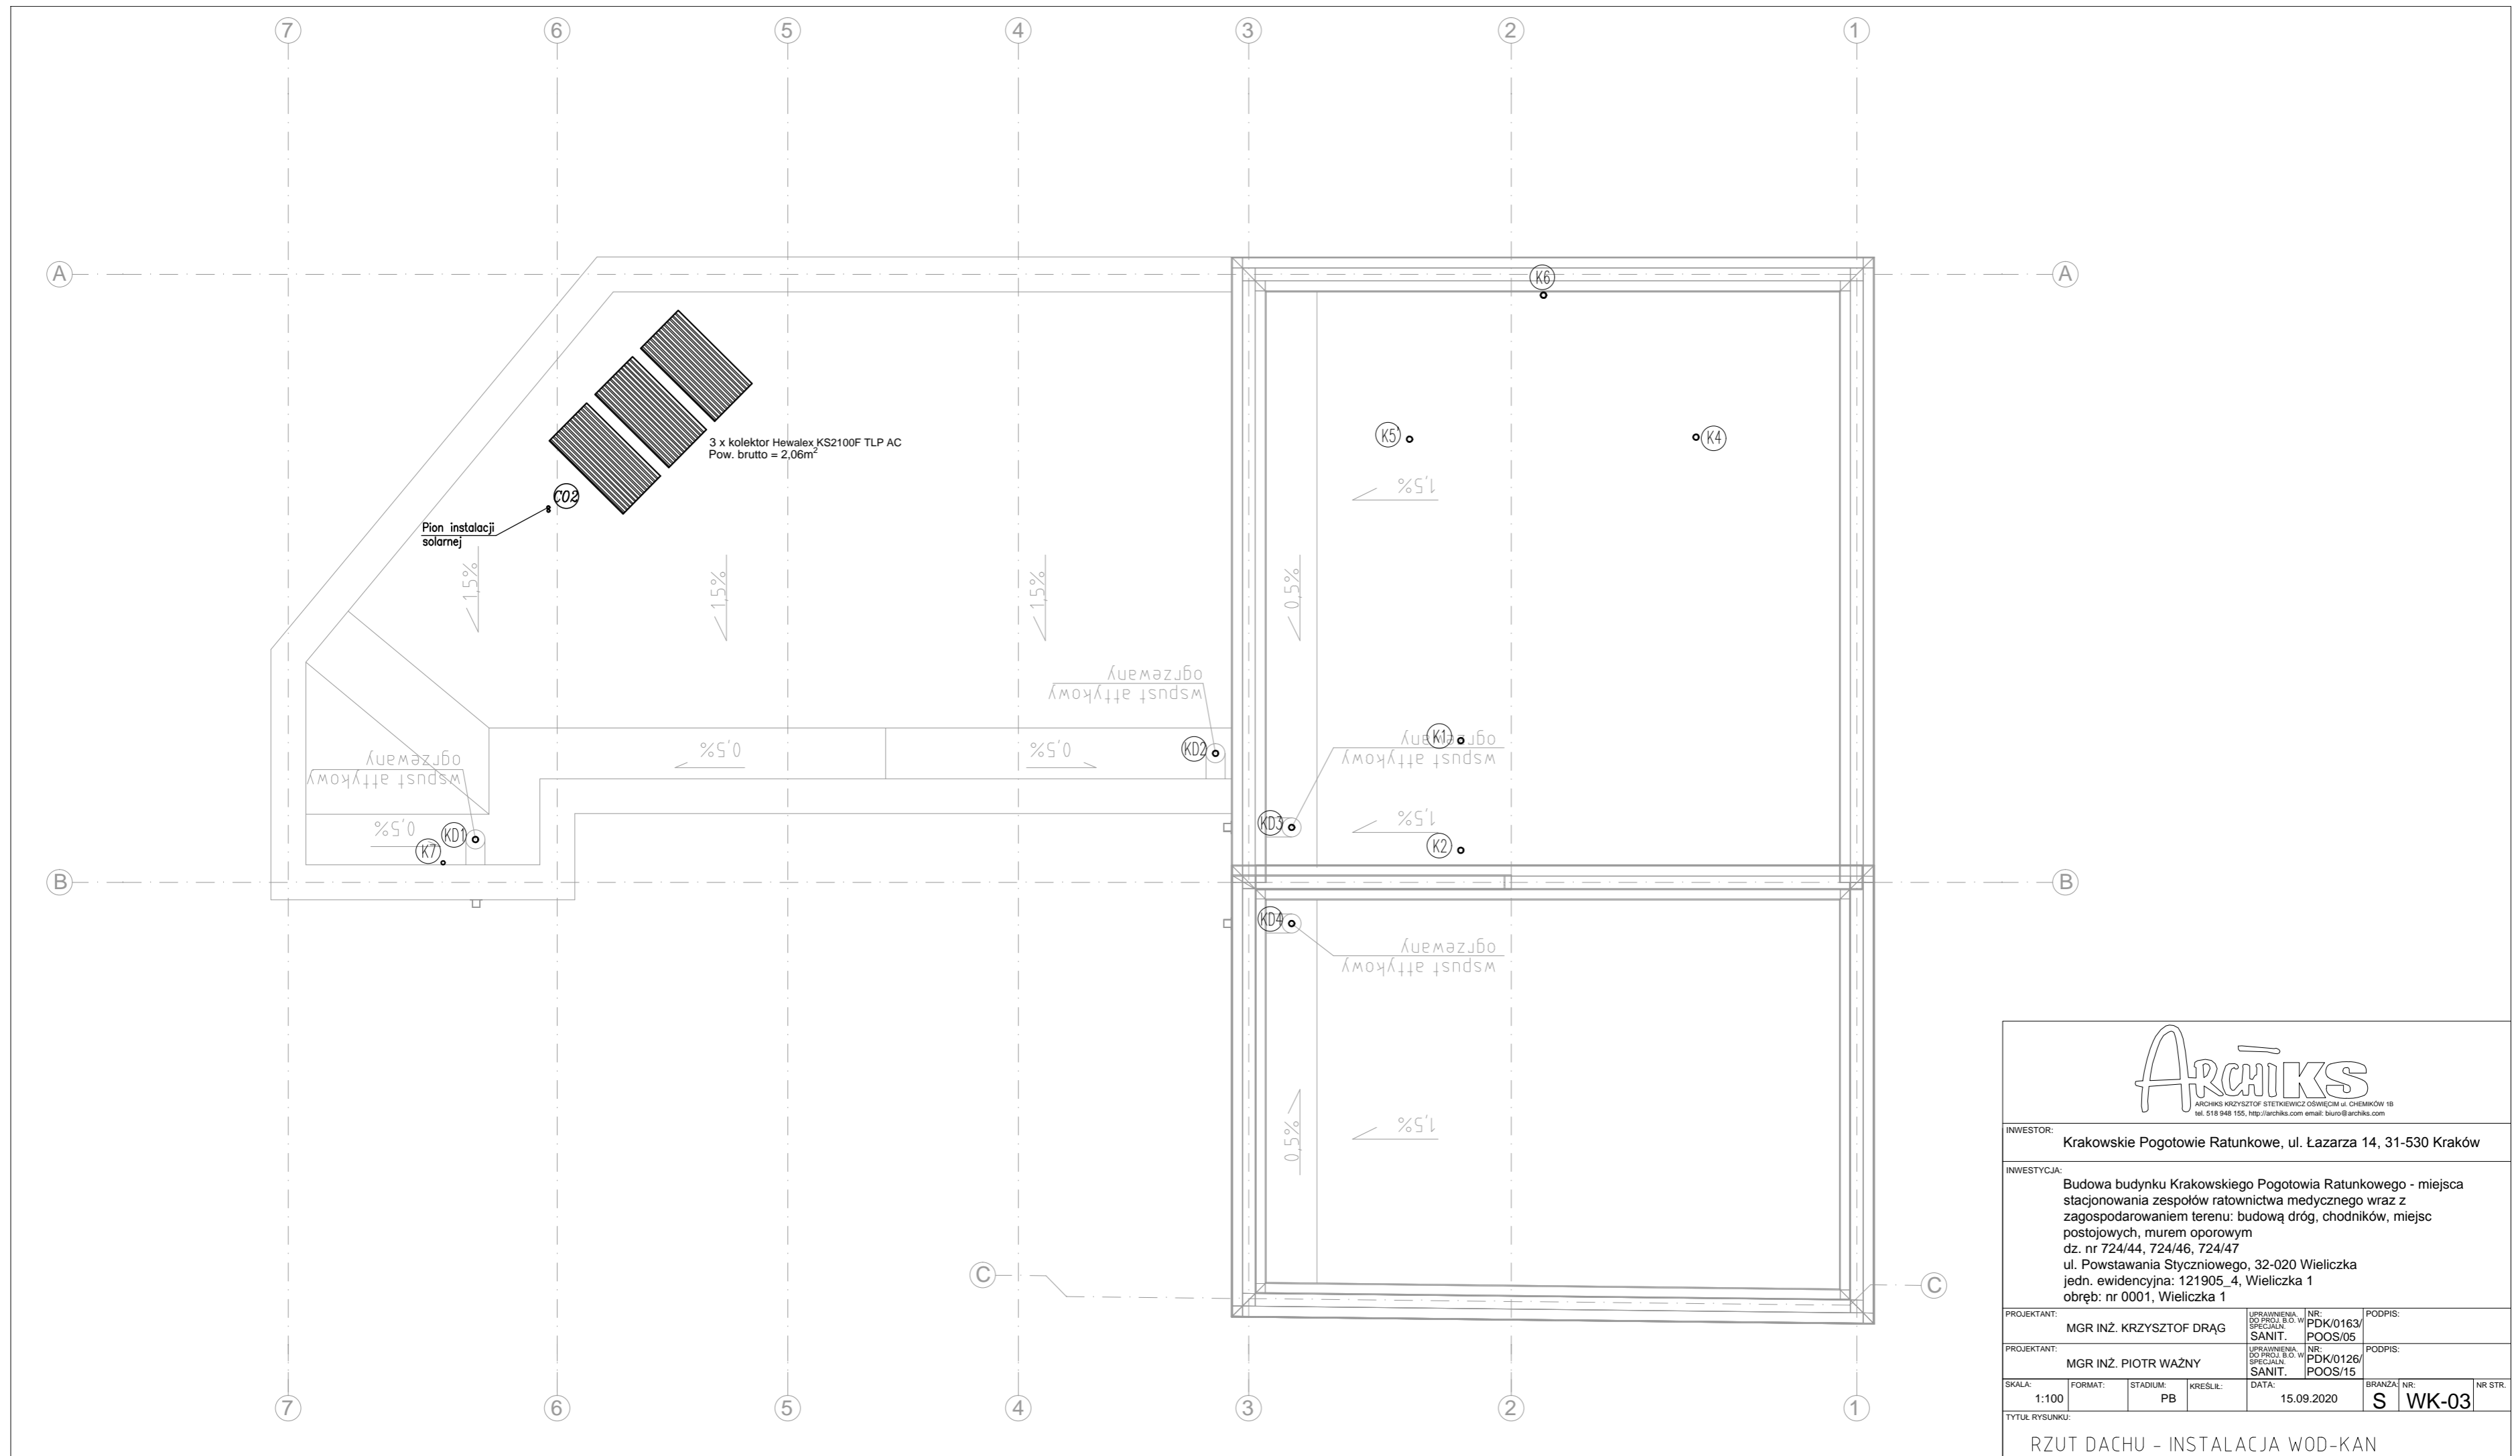 7 6 5 4 3 2 1
A A
K6
K5' K4
1,5%
3 x kolektor Hewalex KS2100F TLP AC
Pow. brutto = 2,06m²
CO2
Pion instalacji
solarnej
1,5%
1,5%
1,5%
0,5%
wspust attykowy
ogrzewany
KD2
0,5%
0,5%
K1
wspust attykowy
ogrzewany
wspust attykowy
ogrzewany
KD3
1,5%
K2
0,5%
KD1
K7
B B
KD4
wspust attykowy
ogrzewany
0,5%
1,5%
C C
7 6 5 4 3 2 1
ARCHIKS
ARCHIKS KRZYSZTOF STETKIEWICZ OŚWIĘCIM ul. CHEMIKÓW 1B
tel. 518 948 155, http://archiks.com email: biuro@archiks.com
INWESTOR:
Krakowskie Pogotowie Ratunkowe, ul. Łazarza 14, 31-530 Kraków
INWESTYCJA:
Budowa budynku Krakowskiego Pogotowia Ratunkowego - miejsca
stacjonowania zespołów ratownictwa medycznego wraz z
zagospodarowaniem terenu: budową dróg, chodników, miejsc
postojowych, murem oporowym
dz. nr 724/44, 724/46, 724/47
ul. Powstawania Styczniowego, 32-020 Wieliczka
jedn. ewidencyjna: 121905_4, Wieliczka 1
obręb: nr 0001, Wieliczka 1
PROJEKTANT:
MGR INŻ. KRZYSZTOF DRĄG
UPRAWNIENIA.
DO PROJ. B.O. W
SPECJALN.
SANIT.
NR:
PDK/0163/
POOS/05
PODPIS:
PROJEKTANT:
MGR INŻ. PIOTR WAŻNY
UPRAWNIENIA.
DO PROJ. B.O. W
SPECJALN.
SANIT.
NR:
PDK/0126/
POOS/15
PODPIS:
SKALA:
1:100
FORMAT:
STADIUM:
PB
KREŚLIŁ:
DATA:
15.09.2020
BRANŻA:
S
NR:
WK-03
NR STR.
TYTUŁ RYSUNKU:
RZUT DACHU - INSTALACJA WOD-KAN